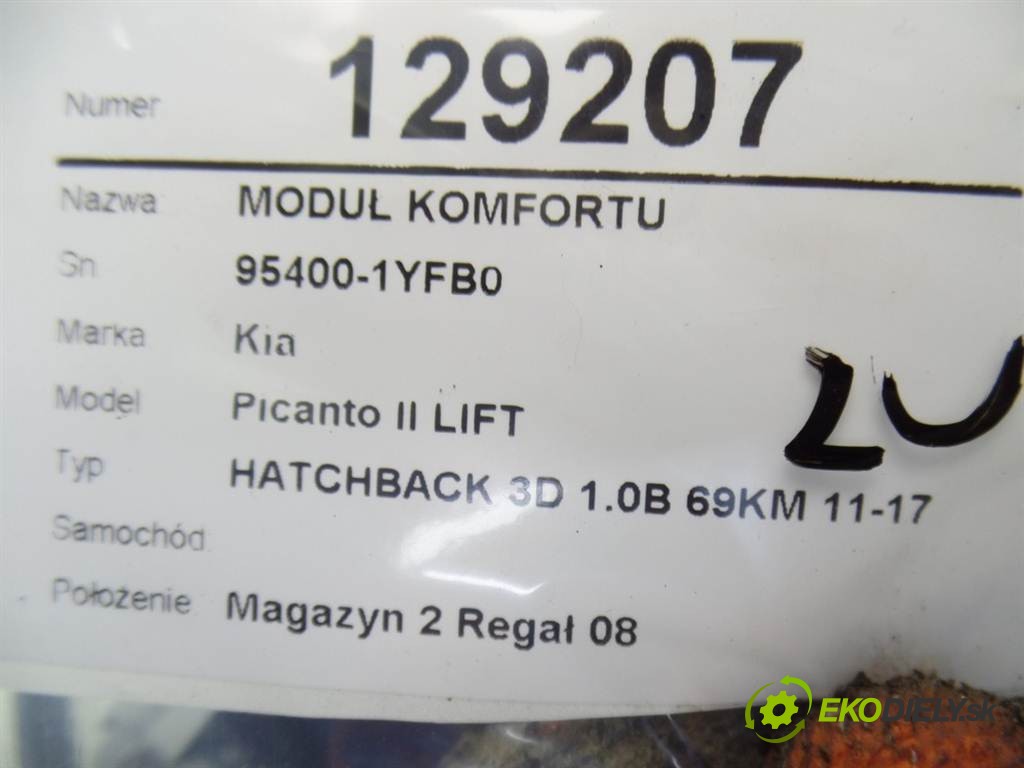 Numer 129207
Nazwa MODUŁ KOMFORTU
Sn 95400-1YFB0
Marka Kia
Model Picanto II LIFT
Typ HATCHBACK 3D 1.0B 69KM 11-17
Samochód
Położenie Magazyn 2 Regał 08
EKODIELY.sk